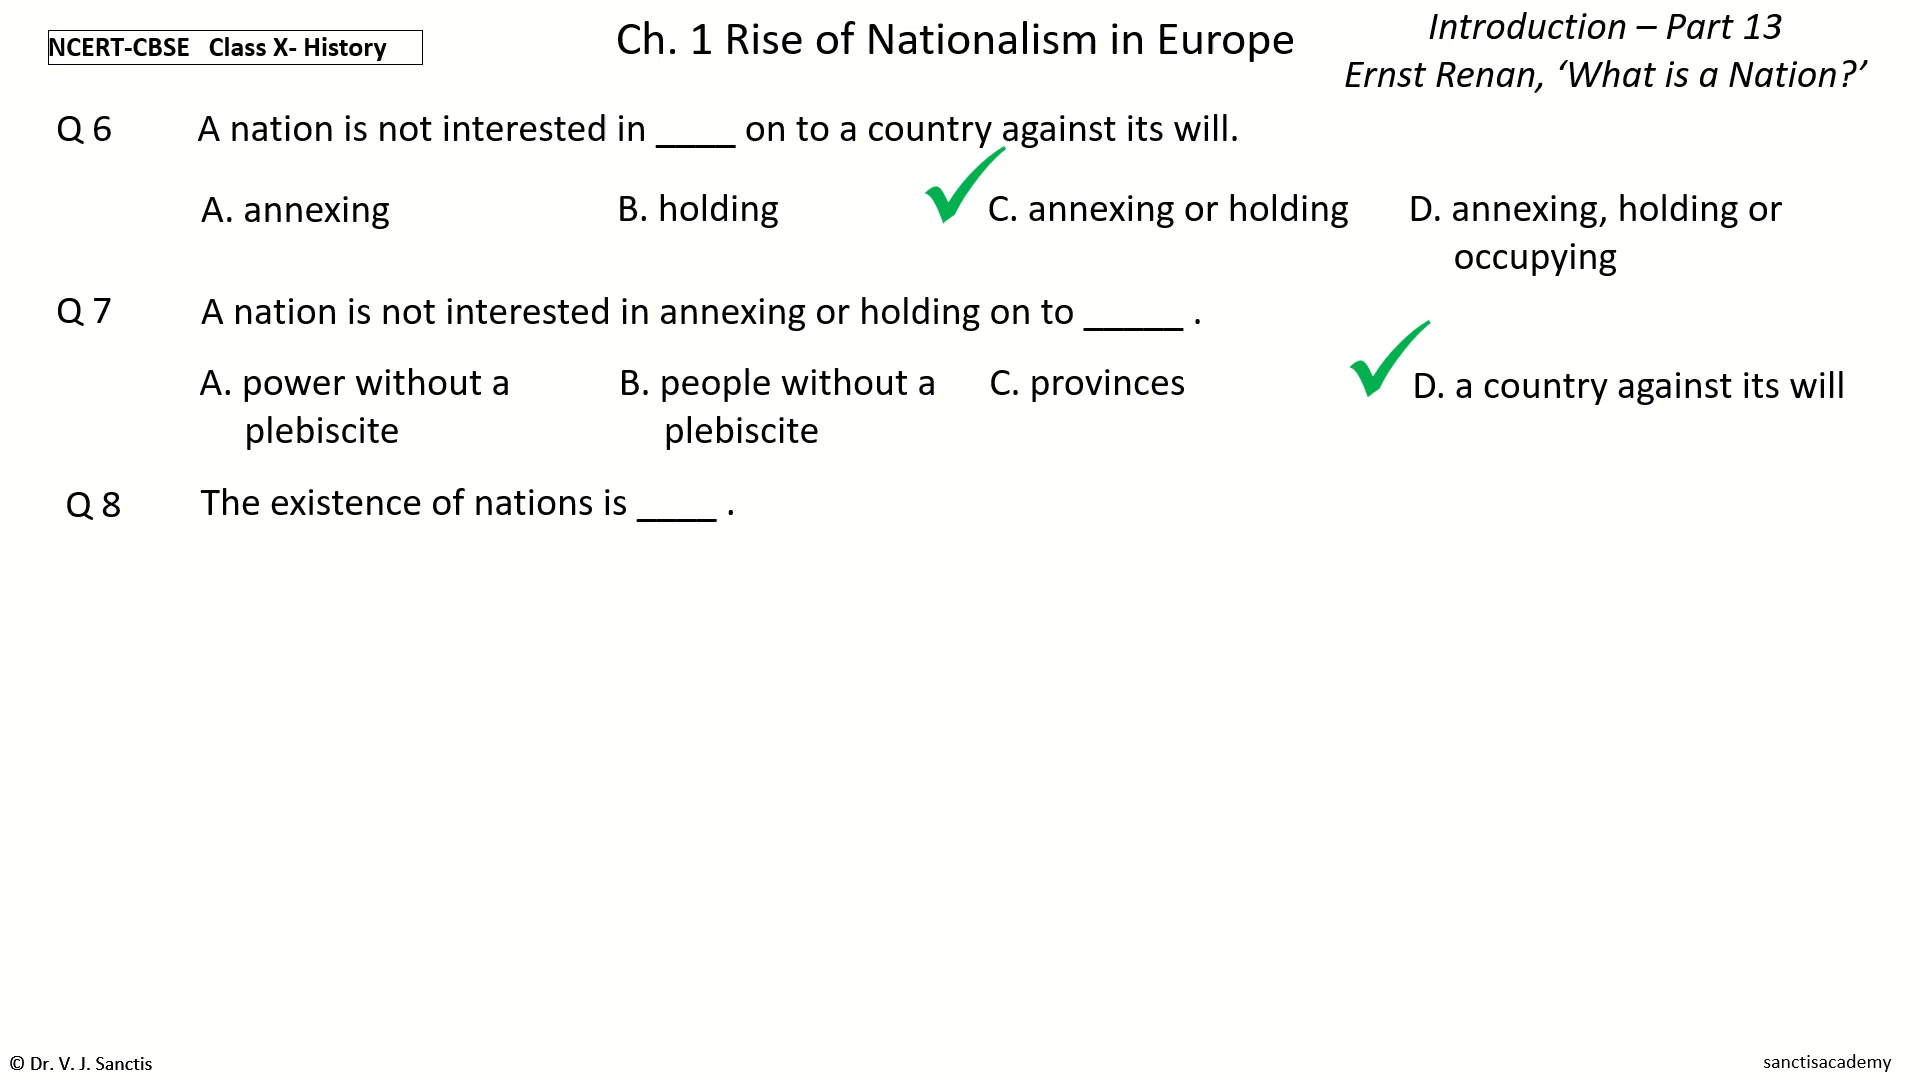 NCERT-CBSE   Class X- History
Ch. 1 Rise of Nationalism in Europe
Introduction – Part 13
Ernst Renan, ‘What is a Nation?’
Q 6 A nation is not interested in ____ on to a country against its will.
A. annexing B. holding C. annexing or holding D. annexing, holding or
occupying
Q 7 A nation is not interested in annexing or holding on to _____ .
A. power without a B. people without a C. provinces D. a country against its will
plebiscite plebiscite
Q 8 The existence of nations is ____ .
© Dr. V. J. Sanctis
sanctisacademy